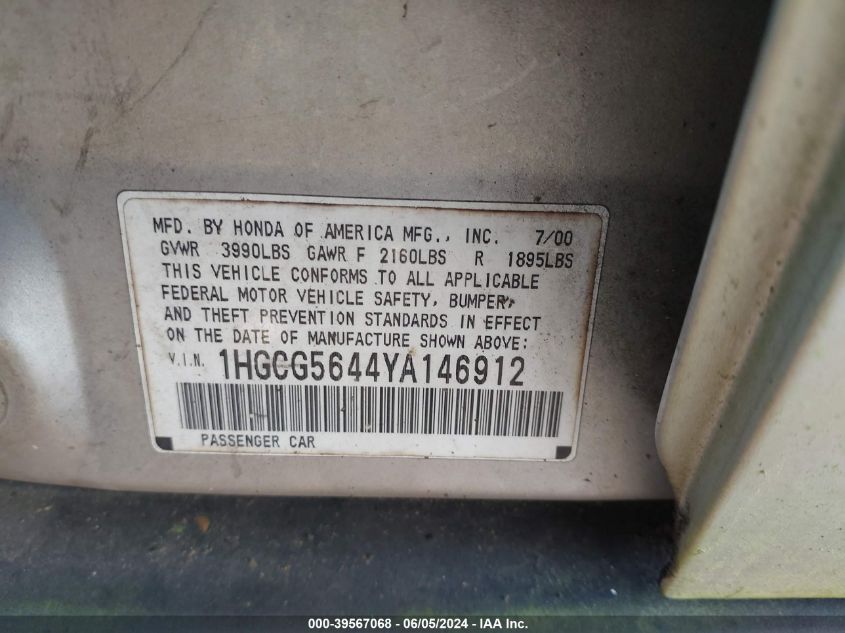 MFD. BY HONDA OF AMERICA MFG., INC. 7/00
GVWR 3990LBS GAWR F 2160LBS R 1895LBS
THIS VEHICLE CONFORMS TO ALL APPLICABLE
FEDERAL MOTOR VEHICLE SAFETY, BUMPER,
AND THEFT PREVENTION STANDARDS IN EFFECT
ON THE DATE OF MANUFACTURE SHOWN ABOVE:
V.I.N. 1HGCG5644YA146912
PASSENGER CAR
000-39567068 - 06/05/2024 - IAA Inc.